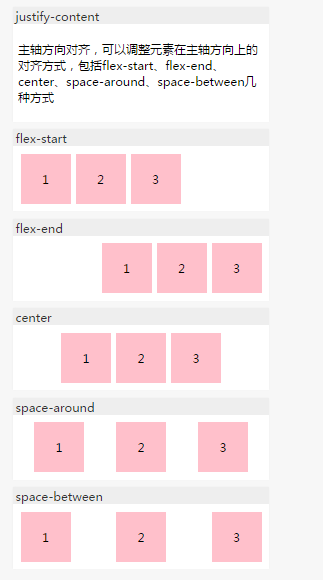 justify-content
主轴方向对齐，可以调整元素在主轴方向上的
对齐方式，包括flex-start、flex-end、
center、space-around、space-between几
种方式
flex-start
1 2 3
flex-end
1 2 3
center
1 2 3
space-around
1 2 3
space-between
1 2 3